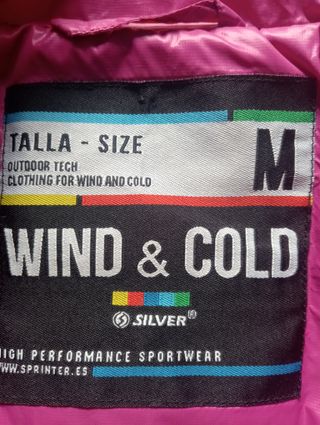 TALLA - SIZE
M
OUTDOOR TECH
CLOTHING FOR WIND AND COLD
WIND & COLD
SILVER®
HIGH PERFORMANCE SPORTWEAR
WWW.SPRINTER.ES